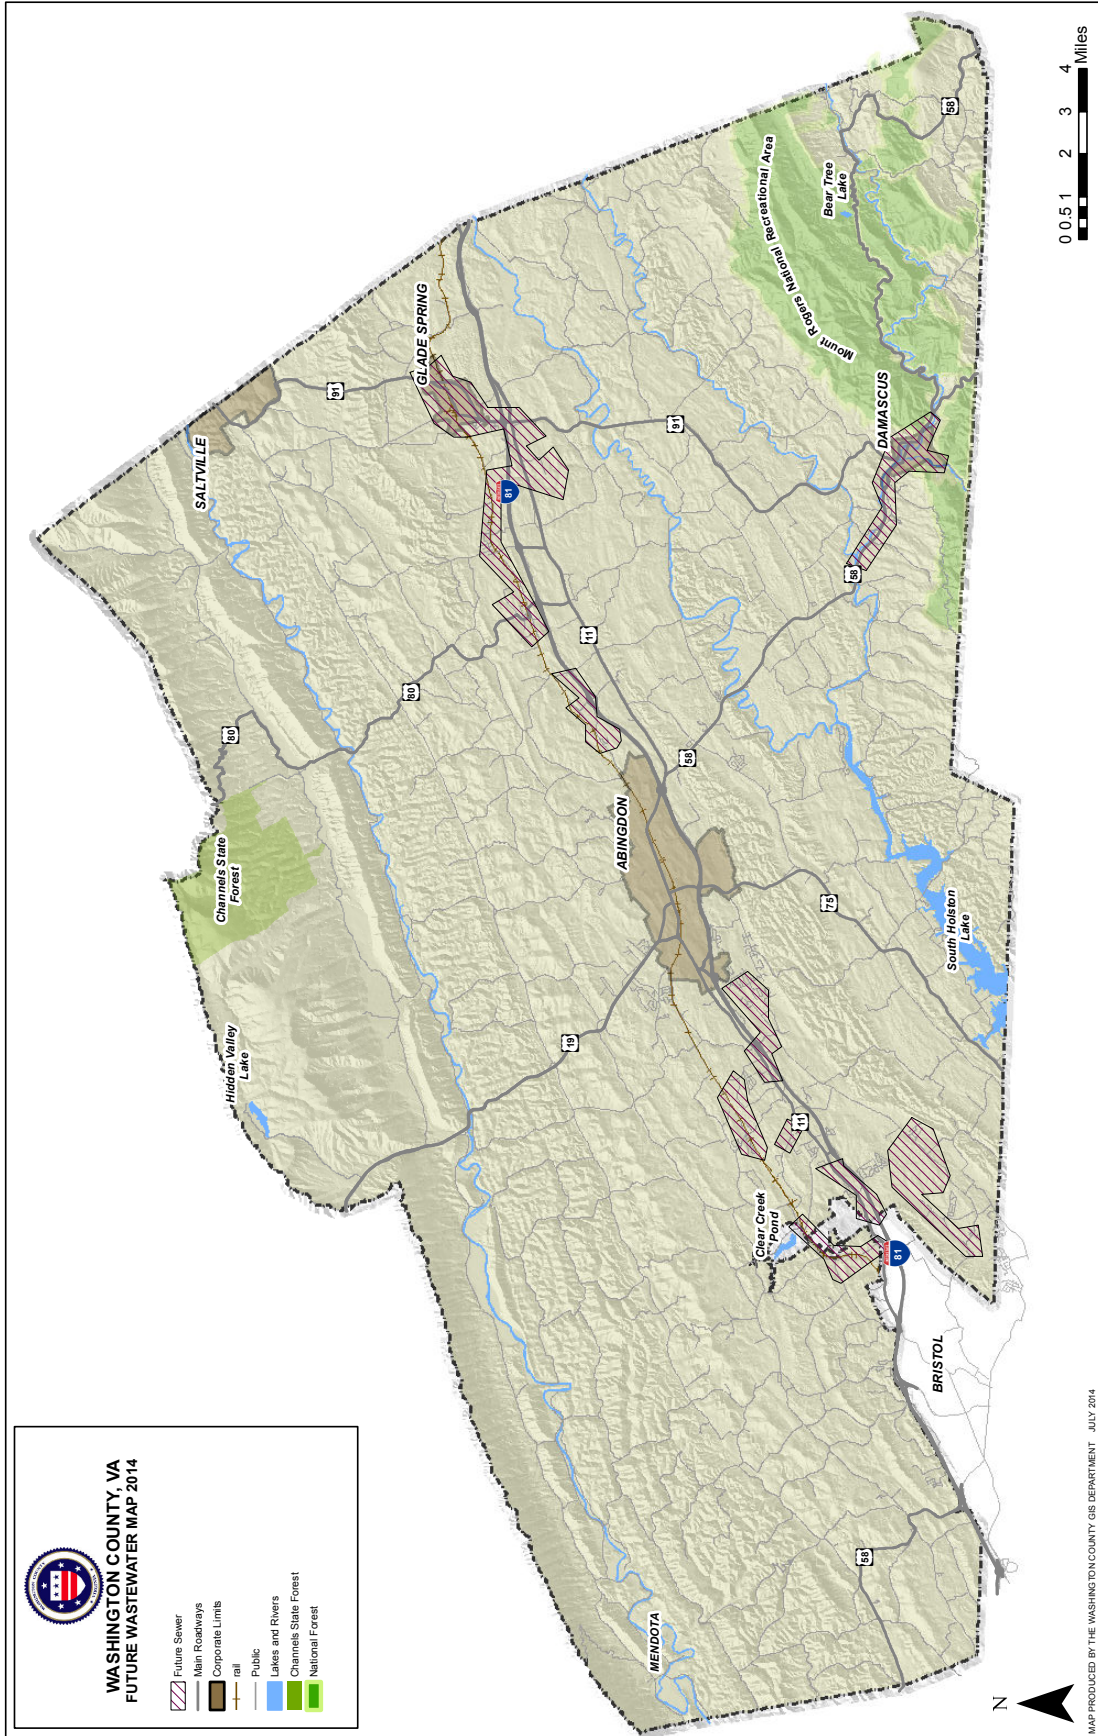 WASHINGTON COUNTY, VA
FUTURE WASTEWATER MAP 2014
Future Sewer
Main Roadways
Corporate Limits
rail
Public
Lakes and Rivers
Channels State Forest
National Forest
SALTVILLE
GLADE SPRING
Channels State
Forest
Hidden Valley
Lake
ABINGDON
Mount Rogers National Recreational Area
Bear Tree
Lake
DAMASCUS
South Holston
Lake
Clear Creek
Pond
BRISTOL
MENDOTA
91
80
80
19
81
11
91
58
58
58
75
11
81
58
0 0.5 1 2 3 4
Miles
N
MAP PRODUCED BY THE WASHINGTON COUNTY GIS DEPARTMENT JULY 2014